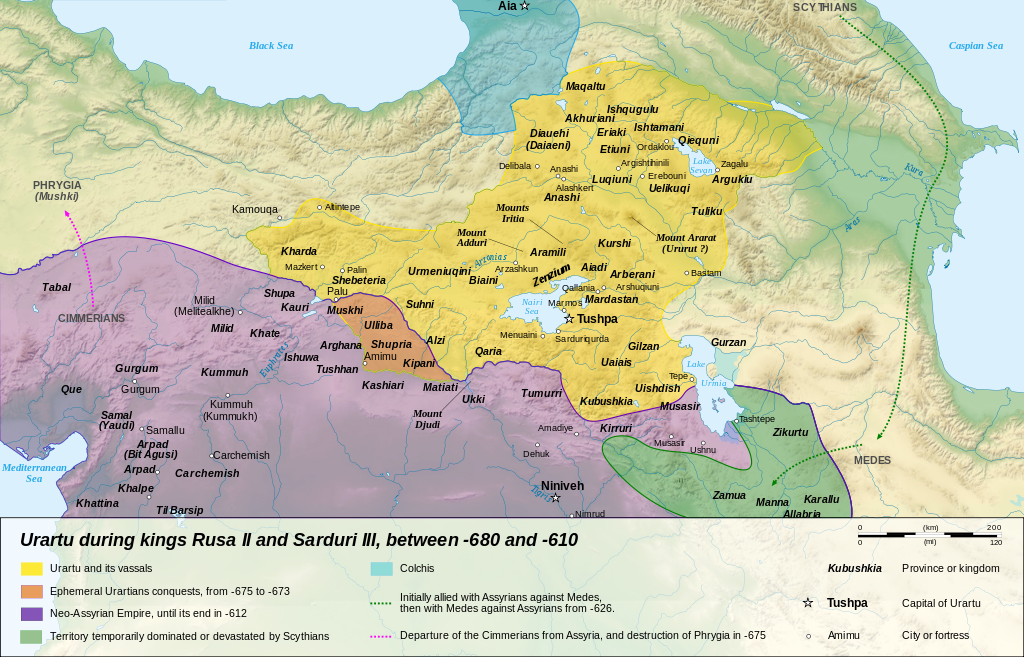 Aia
SCYTHIANS
Black Sea
Caspian Sea
Maqaltu
Ishqugulu
Akhuriani
Ishtamani
Diauehi
(Daiaeni)
Eriaki
Qiequni
Etiuni
Ordaklou
Delibala
Anashi
Argishtihinili
Lake
Sevan
Zagalu
Kura
Luqiuni
Erebouni
Argukiu
Alashkert
Uelikuqi
Anashi
PHRYGIA
(Mushki)
Kamouqa
Altintepe
Mounts
Iritia
Tuliku
Aras
Mount
Adduri
Kurshi
Mount Ararat
(Ururut ?)
Kharda
Aramili
Arsanias
Mazkert
Palin
Urmeniuqini
Arzashkun
Zenzium
Aiadi
Arberani
Bastam
Shebeteria
Biaini
Qallania
Arshuqiuni
Tabal
Shupa
Palu
Milid
(Melitealkhe)
Kauri
Muskhi
Suhni
Nairi
Sea
Marmos
Mardastan
CIMMERIANS
Tushpa
Milid
Khate
Ulliba
Menuaini
Sarduriqurda
Arghana
Shupria
Alzi
Gilzan
Gurzan
Euphrates
Ishuwa
Amimu
Qaria
Gurgum
Kummuh
Tushhan
Kipani
Uaiais
Lake
Urmia
Tepe
Que
Gurgum
Kashiari
Matiati
Uishdish
Tumurri
Ukki
Kubushkia
Musasir
Kummuh
(Kummukh)
Mount
Djudi
Samal
(Yaudi)
Samallu
Amadiye
Kirruri
Tashtepe
Zikurtu
Arpad
(Bit Agusi)
Musasir
Ushnu
Carchemish
Dehuk
MEDES
Mediterranean
Sea
Arpad
Carchemish
Khalpe
Niniveh
Tigris
Zamua
Manna
Karallu
Khattina
Til Barsip
Nimrud
Allabria
Urartu during kings Rusa II and Sarduri III, between -680 and -610
0 (km) 200
0 (mi) 120
Urartu and its vassals
Colchis
Kubushkia Province or kingdom
Ephemeral Urartians conquests, from -675 to -673
Initially allied with Assyrians against Medes,
then with Medes against Assyrians from -626.
Tushpa Capital of Urartu
Neo-Assyrian Empire, until its end in -612
Territory temporarily dominated or devastated by Scythians
Departure of the Cimmerians from Assyria, and destruction of Phrygia in -675
Amimu City or fortress